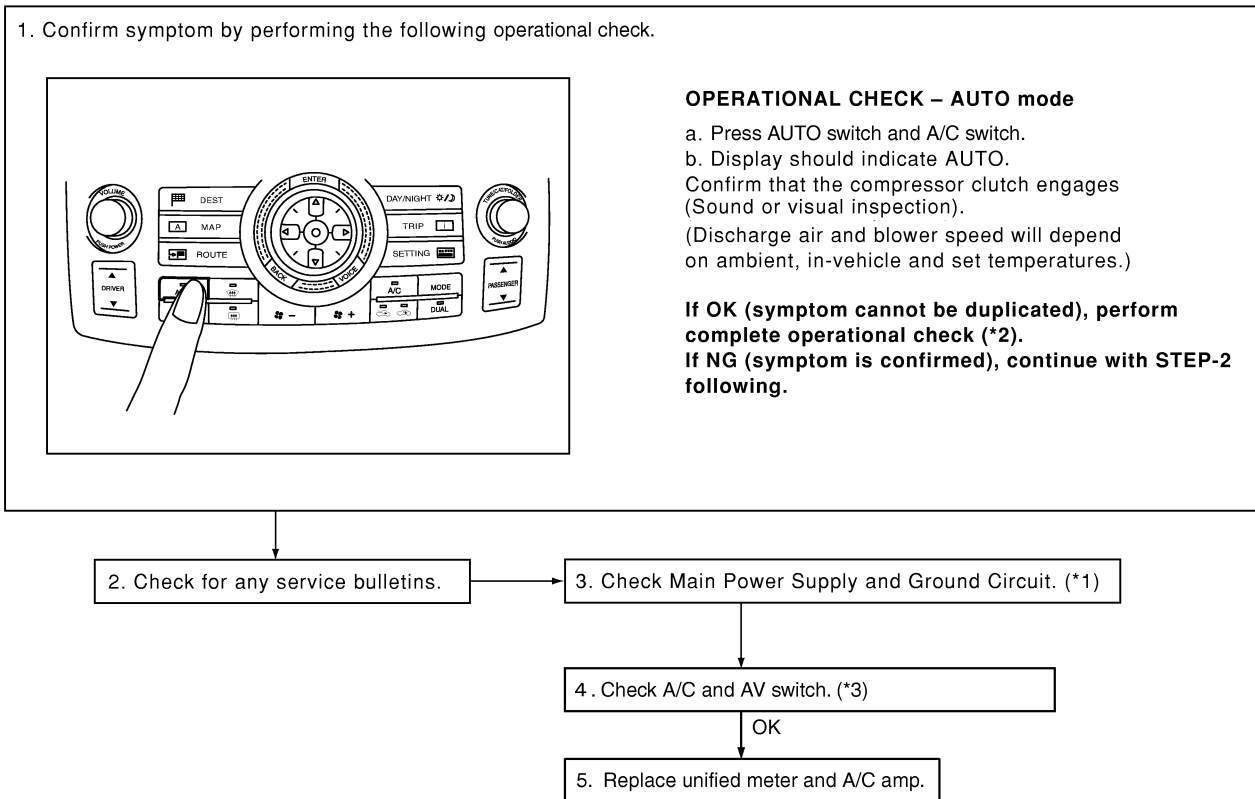 1. Confirm symptom by performing the following operational check.
VOLUME
PUSH POWER
DEST
A MAP
ROUTE
ENTER
BACK
VOICE
DAY/NIGHT
TRIP
SETTING
DRIVER
PASSENGER
A/C
MODE
DUAL
–
+
OPERATIONAL CHECK – AUTO mode
a. Press AUTO switch and A/C switch.
b. Display should indicate AUTO.
Confirm that the compressor clutch engages
(Sound or visual inspection).
(Discharge air and blower speed will depend
on ambient, in-vehicle and set temperatures.)
If OK (symptom cannot be duplicated), perform
complete operational check (*2).
If NG (symptom is confirmed), continue with STEP-2
following.
2. Check for any service bulletins.
3. Check Main Power Supply and Ground Circuit. (*1)
4. Check A/C and AV switch. (*3)
OK
5. Replace unified meter and A/C amp.